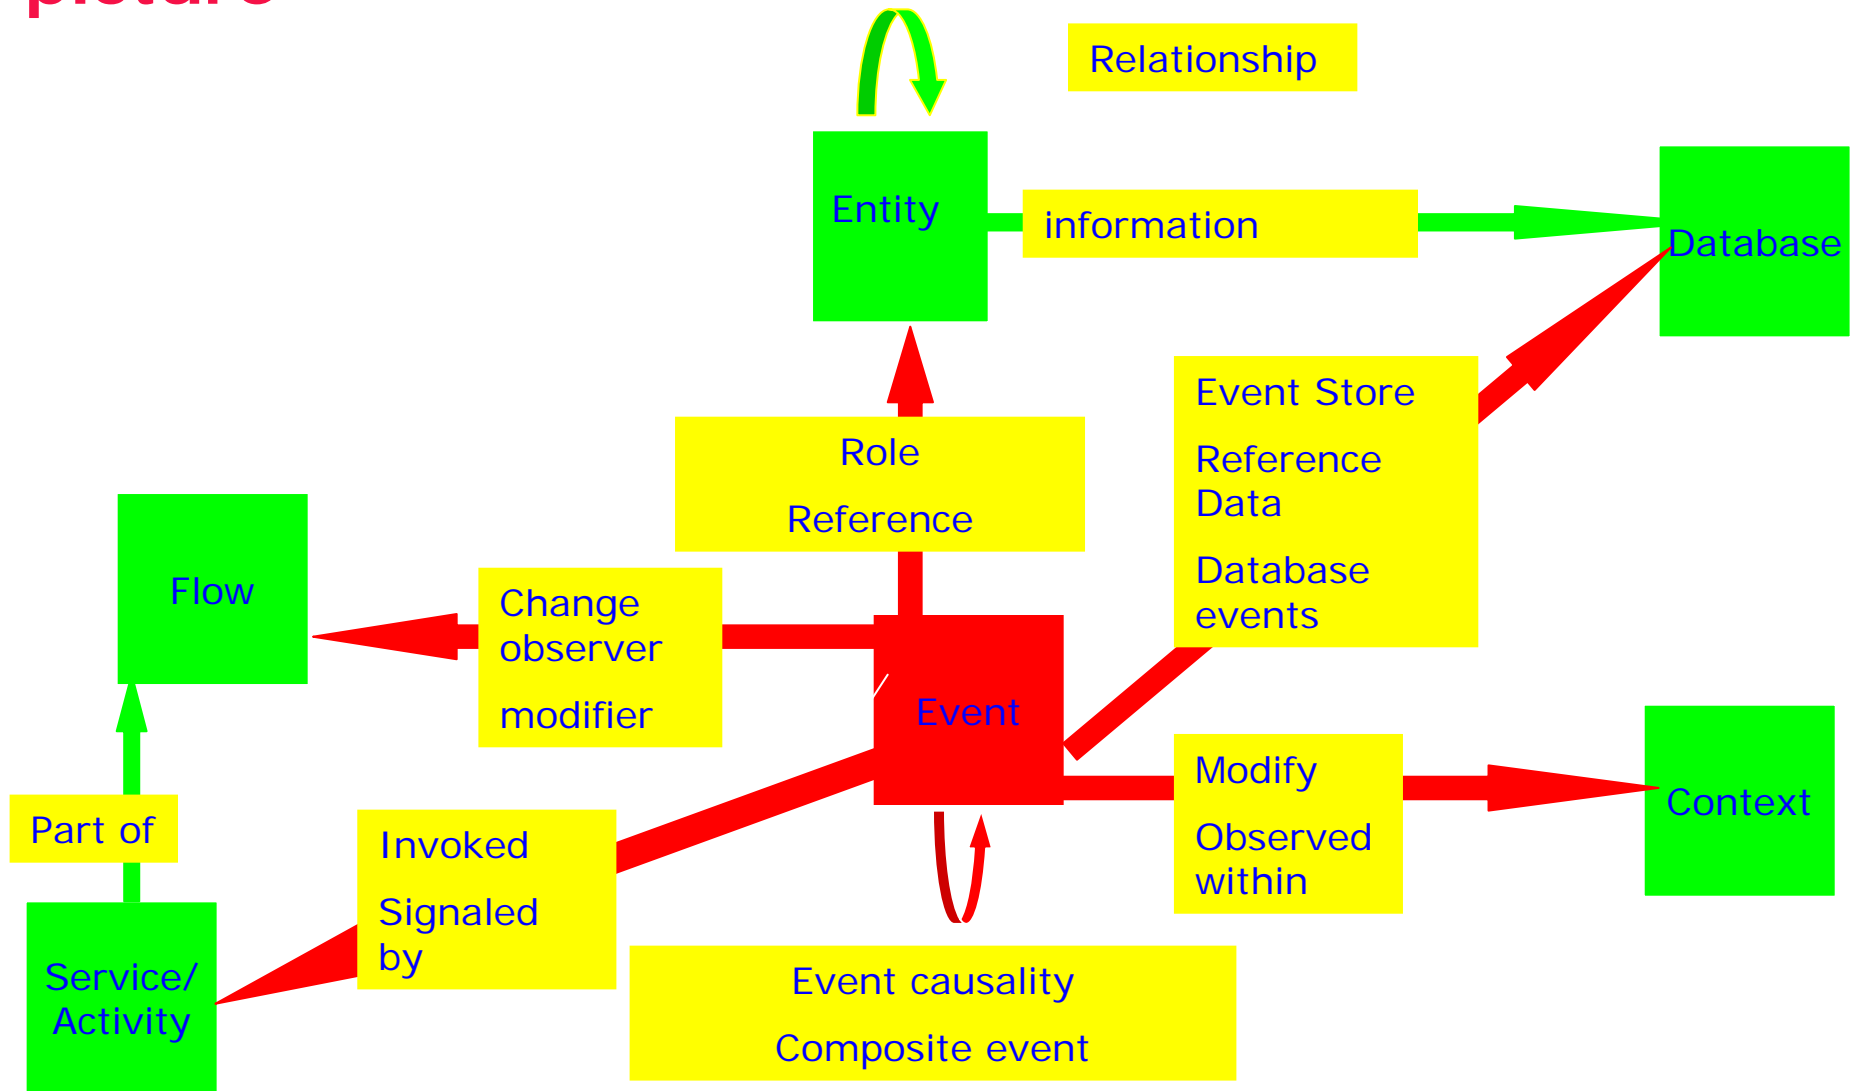 picture
Relationship
Entity
information
Database
Event Store
Reference
Data
Database
events
Role
Reference
Flow
Change
observer
modifier
Event
Modify
Observed
within
Context
Part of
Invoked
Signaled
by
Service/
Activity
Event causality
Composite event